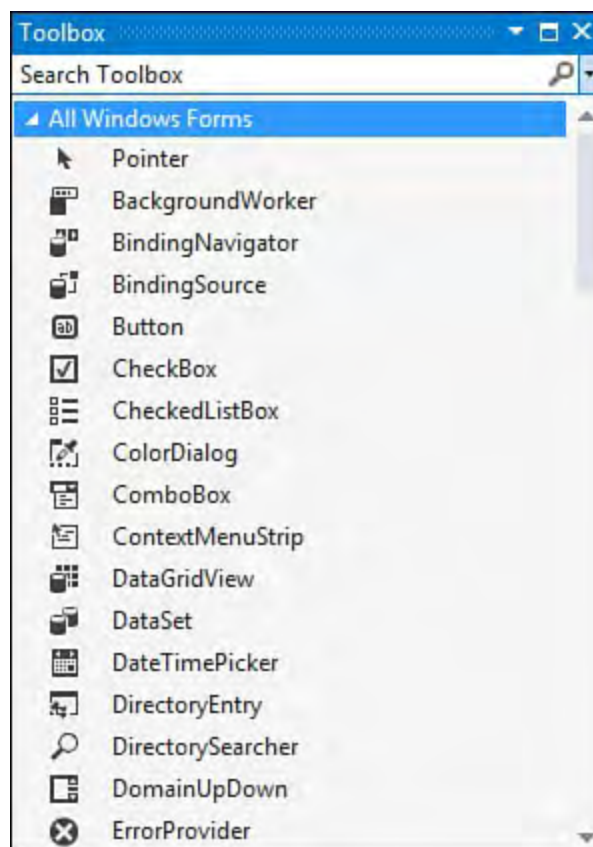 Toolbox
Search Toolbox
All Windows Forms
Pointer
BackgroundWorker
BindingNavigator
BindingSource
Button
CheckBox
CheckedListBox
ColorDialog
ComboBox
ContextMenuStrip
DataGridView
DataSet
DateTimePicker
DirectoryEntry
DirectorySearcher
DomainUpDown
ErrorProvider